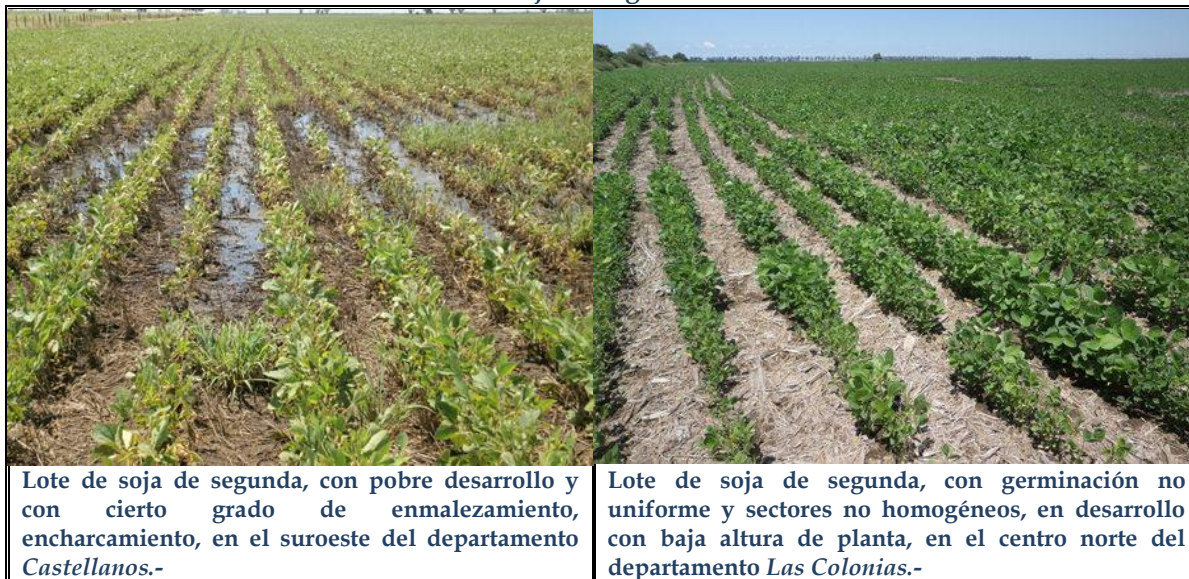 Lote de soja de segunda, con pobre desarrollo y
con cierto grado de enmalezamiento,
encharcamiento, en el suroeste del departamento
Castellanos.-
Lote de soja de segunda, con germinación no
uniforme y sectores no homogéneos, en desarrollo
con baja altura de planta, en el centro norte del
departamento Las Colonias.-